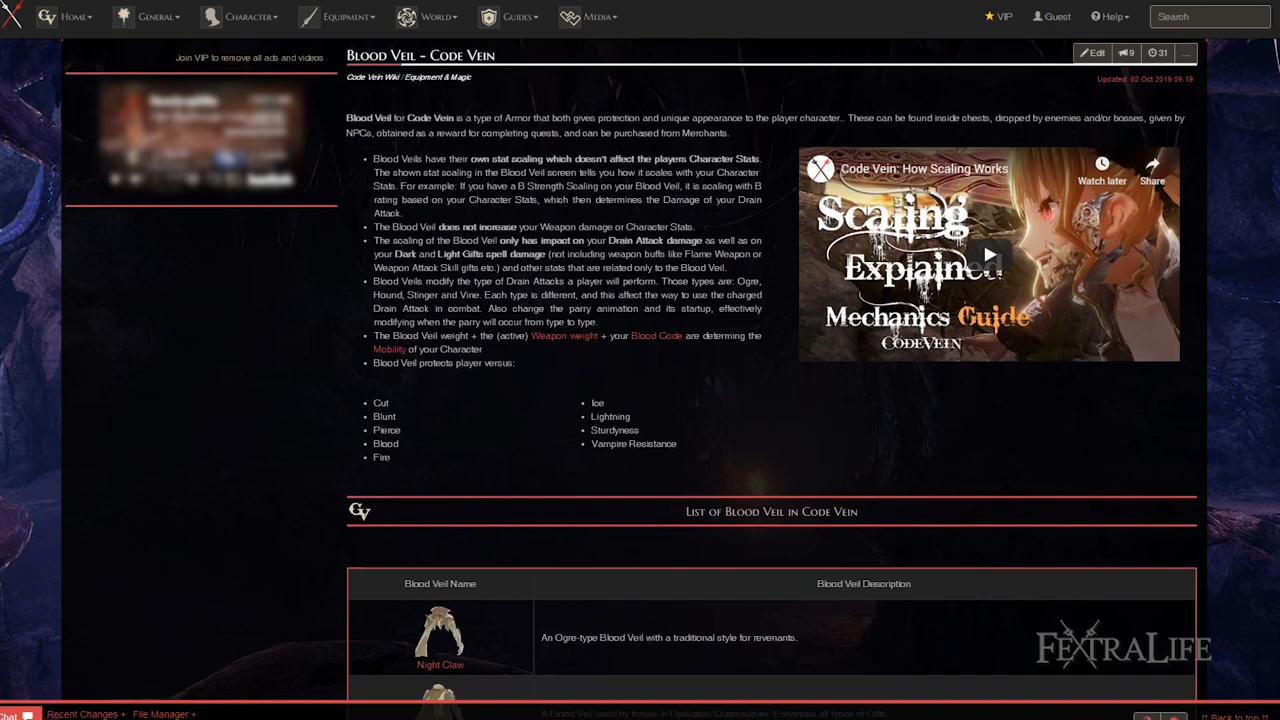 Home
General
Character
Equipment
World
Guides
Media
VIP
Guest
Help
Search
Join VIP to remove all ads and videos
Blood Veil - Code Vein
Edit
9
31
...
Code Vein Wiki / Equipment & Magic
Updated: 02 Oct 2019 09:19
Blood Veil for Code Vein is a type of Armor that both gives protection and unique appearance to the player character.. These can be found inside chests, dropped by enemies and/or bosses, given by
NPCs, obtained as a reward for completing quests, and can be purchased from Merchants.
Blood Veils have their own stat scaling which doesn't affect the players Character Stats.
The shown stat scaling in the Blood Veil screen tells you how it scales with your Character
Stats. For example: If you have a B Strength Scaling on your Blood Veil, it is scaling with B
rating based on your Character Stats, which then determines the Damage of your Drain
Attack.
The Blood Veil does not increase your Weapon damage or Character Stats.
The scaling of the Blood Veil only has impact on your Drain Attack damage as well as on
your Dark and Light Gifts spell damage (not including weapon buffs like Flame Weapon or
Weapon Attack Skill gifts etc.) and other stats that are related only to the Blood Veil.
Blood Veils modify the type of Drain Attacks a player will perform. Those types are: Ogre,
Hound, Stinger and Vine. Each type is different, and this affect the way to use the charged
Drain Attack in combat. Also change the parry animation and its startup, effectively
modifying when the parry will occur from type to type.
The Blood Veil weight + the (active) Weapon weight + your Blood Code are determing the
Mobility of your Character
Blood Veil protects player versus:
Code Vein: How Scaling Works
Watch later
Share
Scaling
Explained
Mechanics Guide
CODEVEIN
Cut
Blunt
Pierce
Blood
Fire
Ice
Lightning
Sturdyness
Vampire Resistance
List of Blood Veil in Code Vein
Blood Veil Name
Blood Veil Description
Night Claw
An Ogre-type Blood Veil with a traditional style for revenants.
FEXTRALIFE
A Blood Veil used by forces in Operation Queenslayer. Enhances all types of Gifts.
Chat
Recent Changes +
File Manager +
↑↑ Back to top ↑↑